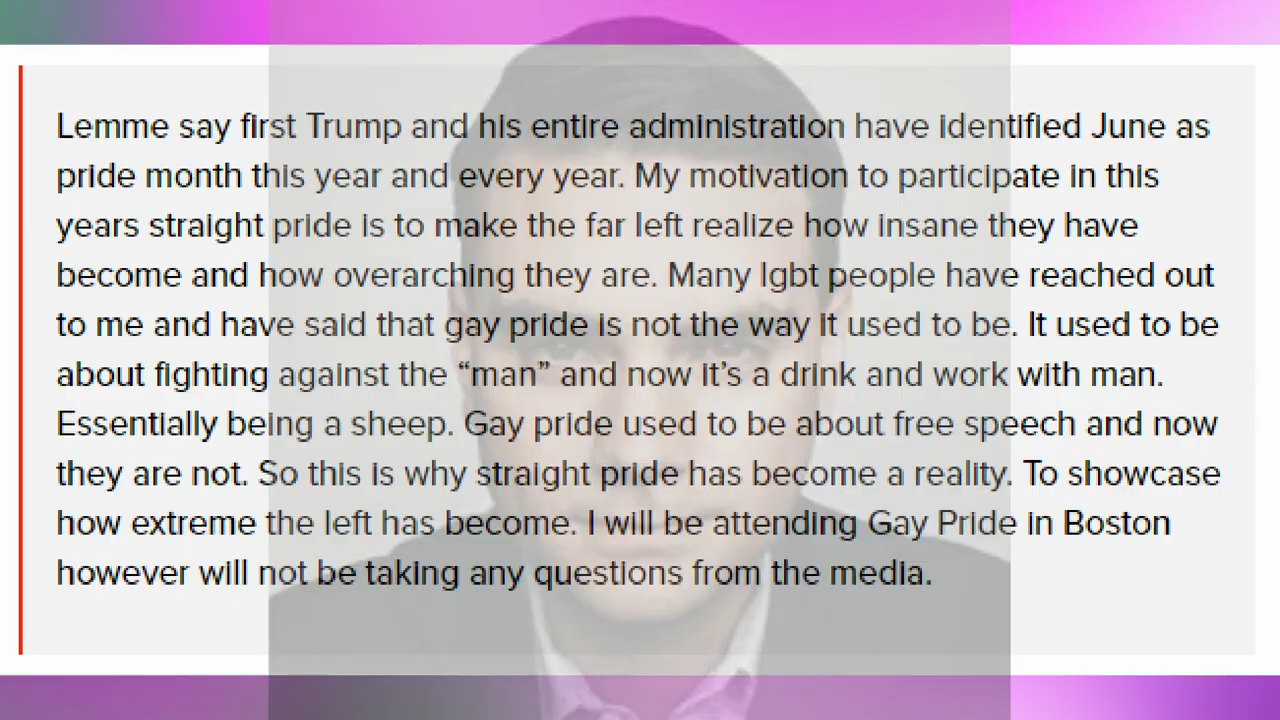 Lemme say first Trump and his entire administration have identified June as
pride month this year and every year. My motivation to participate in this
years straight pride is to make the far left realize how insane they have
become and how overarching they are. Many lgbt people have reached out
to me and have said that gay pride is not the way it used to be. It used to be
about fighting against the “man” and now it’s a drink and work with man.
Essentially being a sheep. Gay pride used to be about free speech and now
they are not. So this is why straight pride has become a reality. To showcase
how extreme the left has become. I will be attending Gay Pride in Boston
however will not be taking any questions from the media.